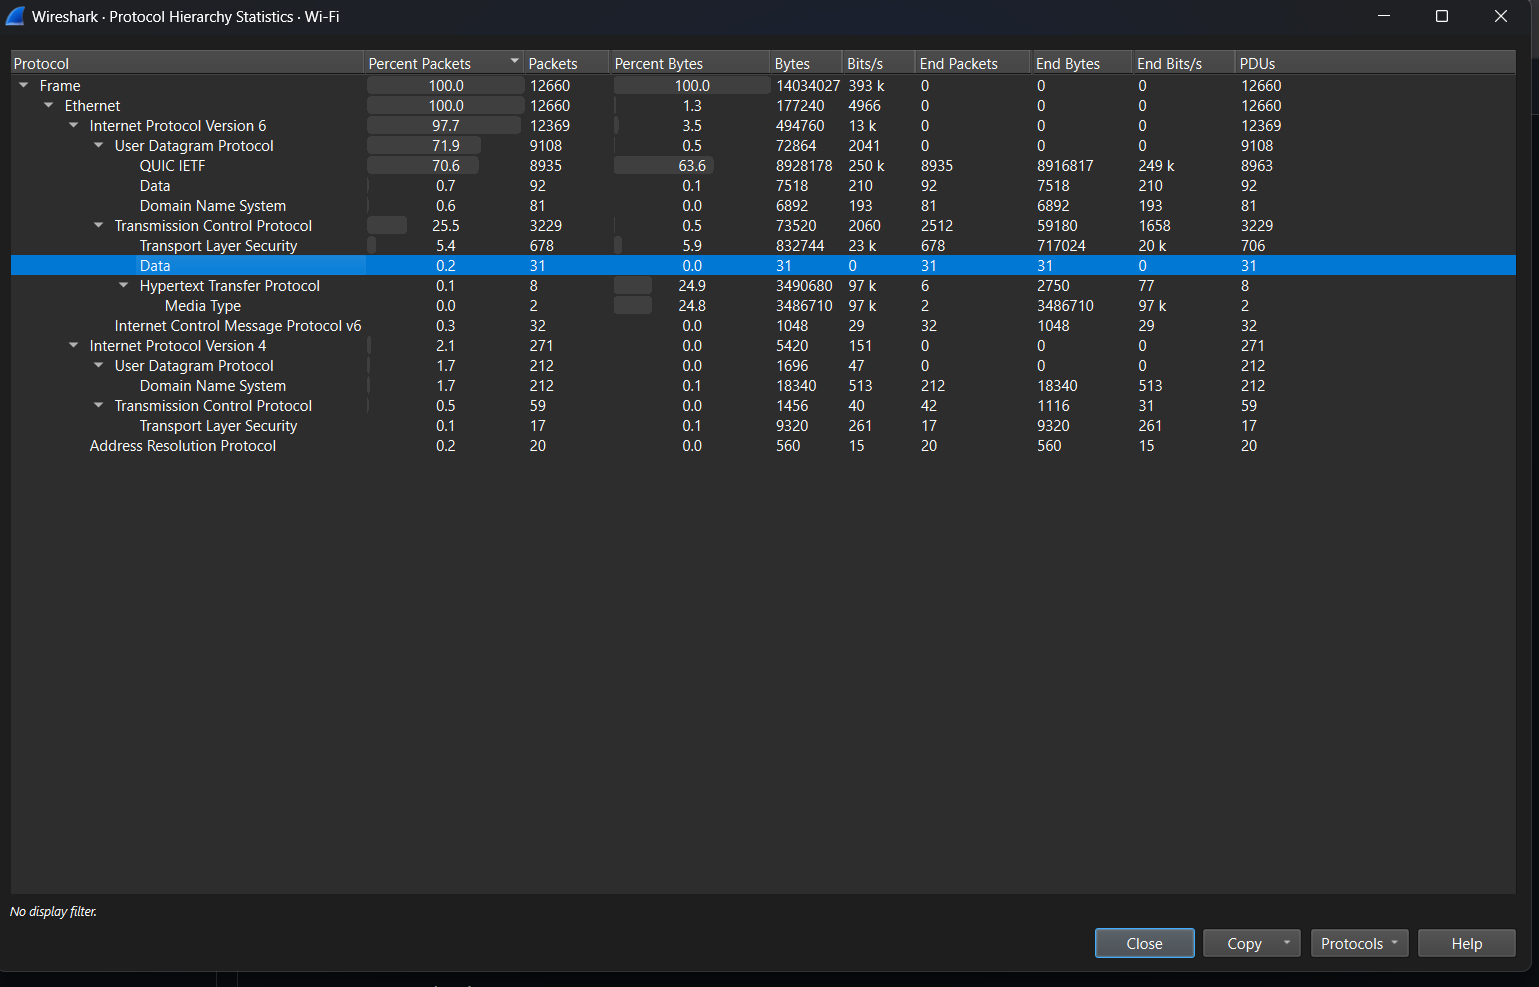 Wireshark · Protocol Hierarchy Statistics · Wi-Fi
Protocol Percent Packets Packets Percent Bytes Bytes Bits/s End Packets End Bytes End Bits/s PDUs
Frame 100.0 12660 100.0 14034027 393 k 0 0 0 12660
Ethernet 100.0 12660 1.3 177240 4966 0 0 0 12660
Internet Protocol Version 6 97.7 12369 3.5 494760 13 k 0 0 0 12369
User Datagram Protocol 71.9 9108 0.5 72864 2041 0 0 0 9108
QUIC IETF 70.6 8935 63.6 8928178 250 k 8935 8916817 249 k 8963
Data 0.7 92 0.1 7518 210 92 7518 210 92
Domain Name System 0.6 81 0.0 6892 193 81 6892 193 81
Transmission Control Protocol 25.5 3229 0.5 73520 2060 2512 59180 1658 3229
Transport Layer Security 5.4 678 5.9 832744 23 k 678 717024 20 k 706
Data 0.2 31 0.0 31 0 31 31 0 31
Hypertext Transfer Protocol 0.1 8 24.9 3490680 97 k 6 2750 77 8
Media Type 0.0 2 24.8 3486710 97 k 2 3486710 97 k 2
Internet Control Message Protocol v6 0.3 32 0.0 1048 29 32 1048 29 32
Internet Protocol Version 4 2.1 271 0.0 5420 151 0 0 0 271
User Datagram Protocol 1.7 212 0.0 1696 47 0 0 0 212
Domain Name System 1.7 212 0.1 18340 513 212 18340 513 212
Transmission Control Protocol 0.5 59 0.0 1456 40 42 1116 31 59
Transport Layer Security 0.1 17 0.1 9320 261 17 9320 261 17
Address Resolution Protocol 0.2 20 0.0 560 15 20 560 15 20
No display filter.
Close Copy Protocols Help